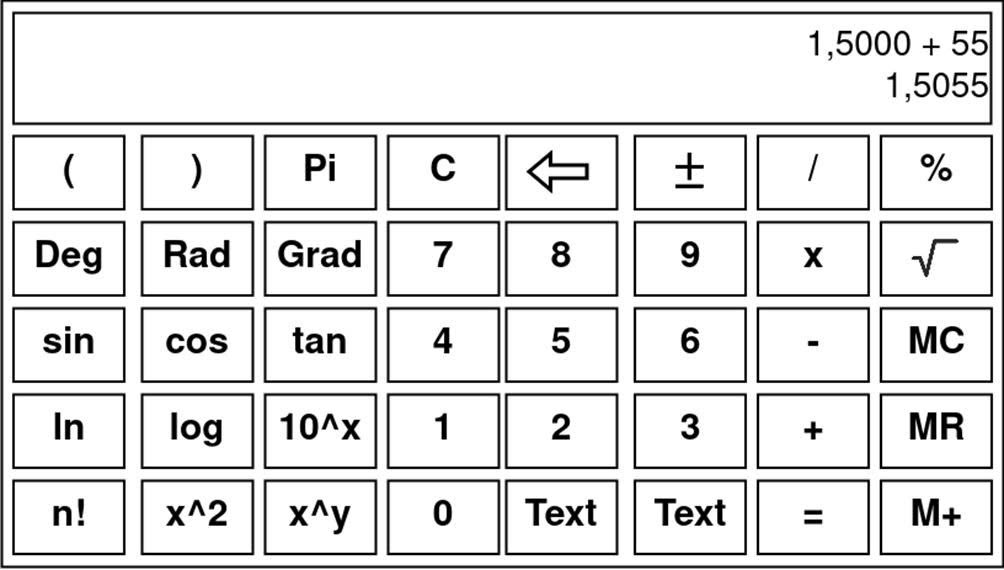 1,5000 + 55
1,5055
( ) Pi C ± / %
Deg Rad Grad 7 8 9 x √
sin cos tan 4 5 6 - MC
ln log 10^x 1 2 3 + MR
n! x^2 x^y 0 Text Text = M+